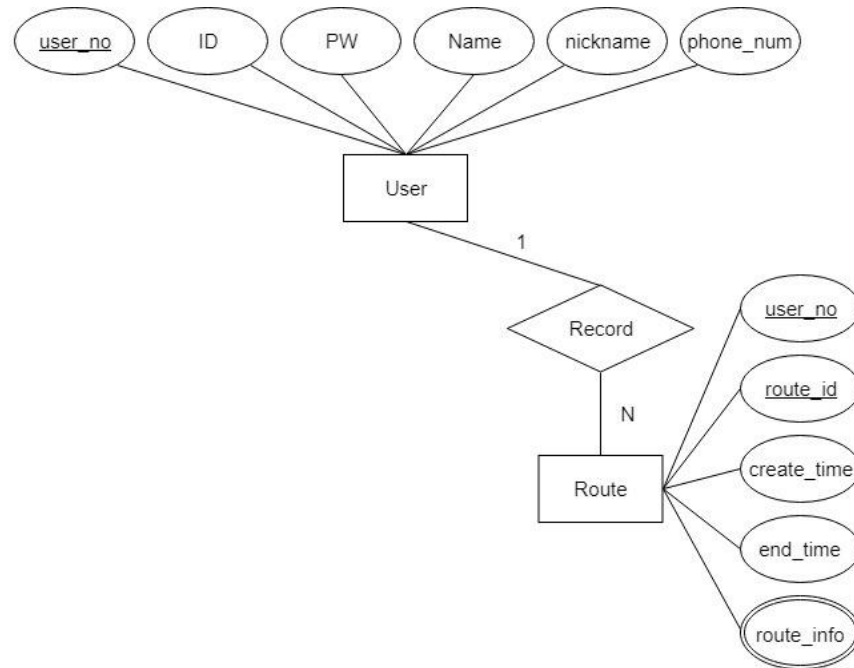 user_no
ID
PW
Name
nickname
phone_num
User
1
Record
N
Route
user_no
route_id
create_time
end_time
route_info